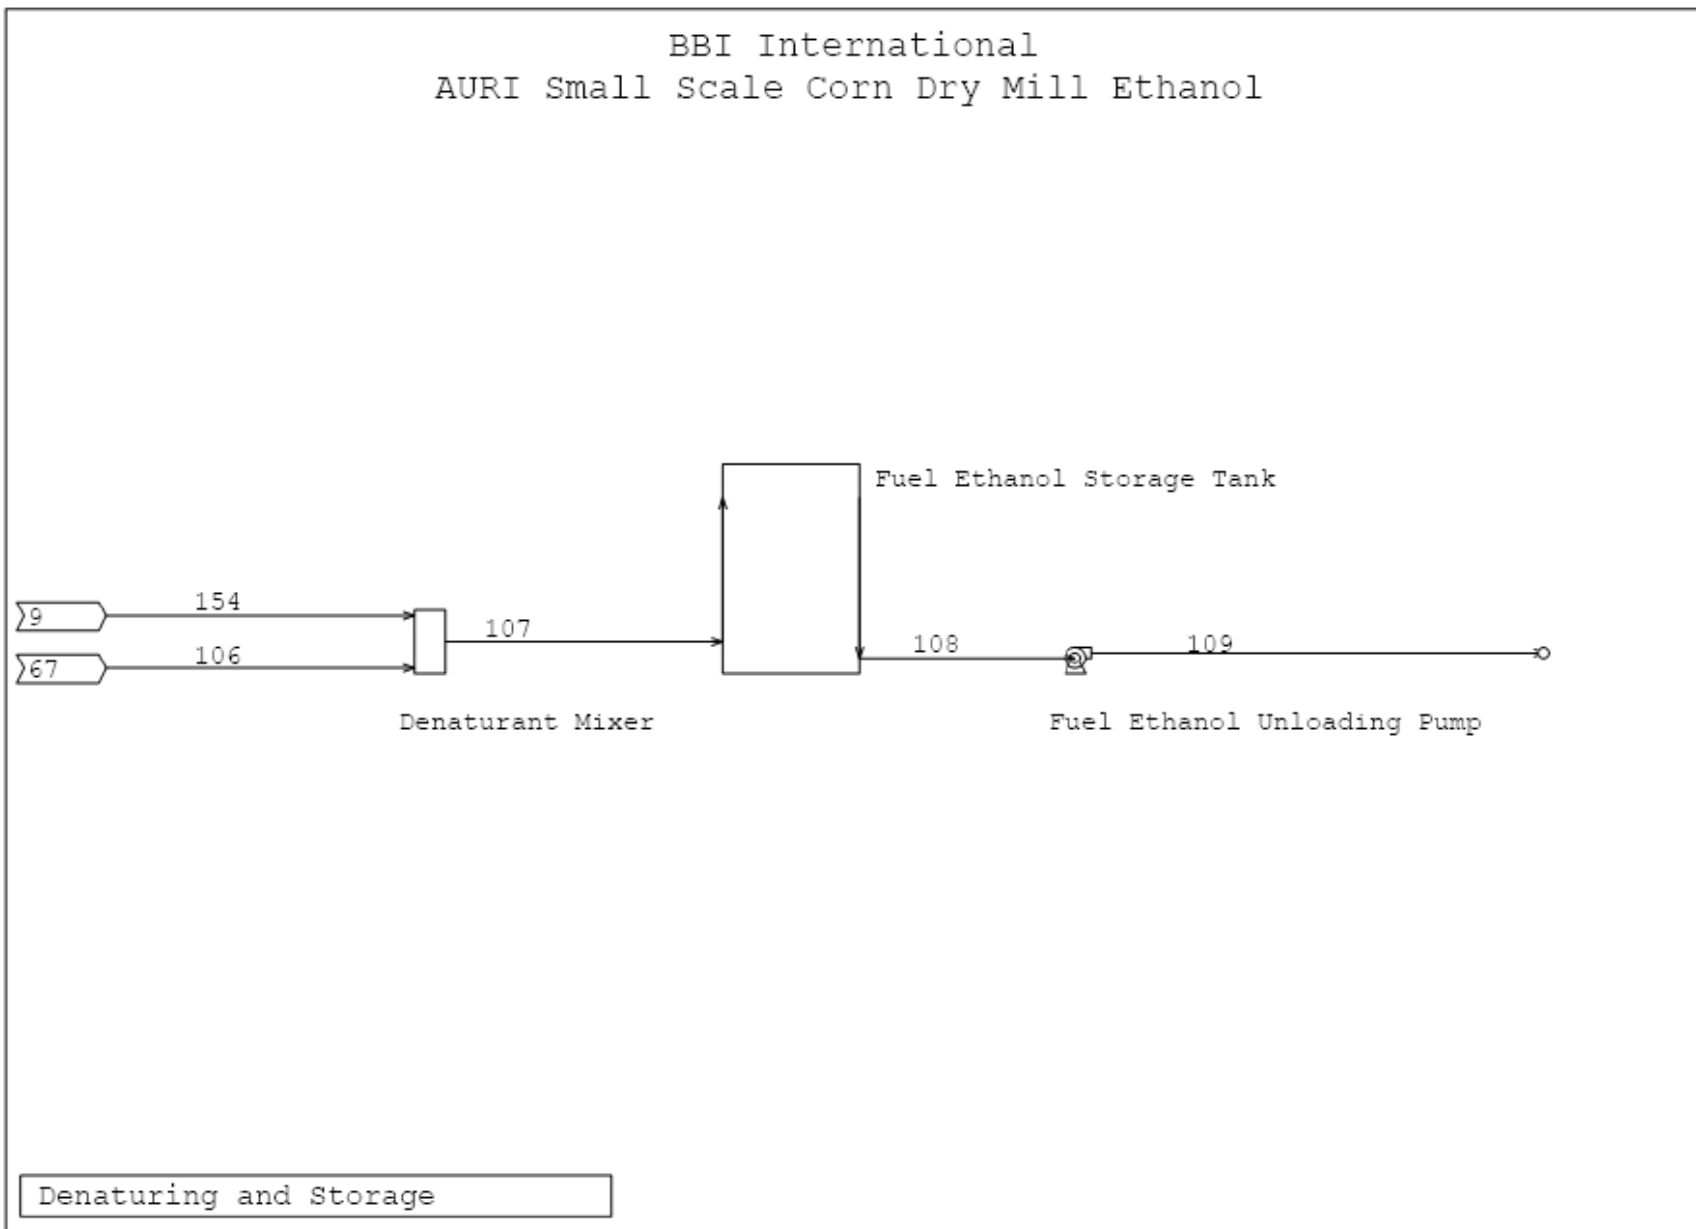 BBI International
AURI Small Scale Corn Dry Mill Ethanol
Fuel Ethanol Storage Tank
9
154
107
67
106
108
109
Denaturant Mixer
Fuel Ethanol Unloading Pump
Denaturing and Storage